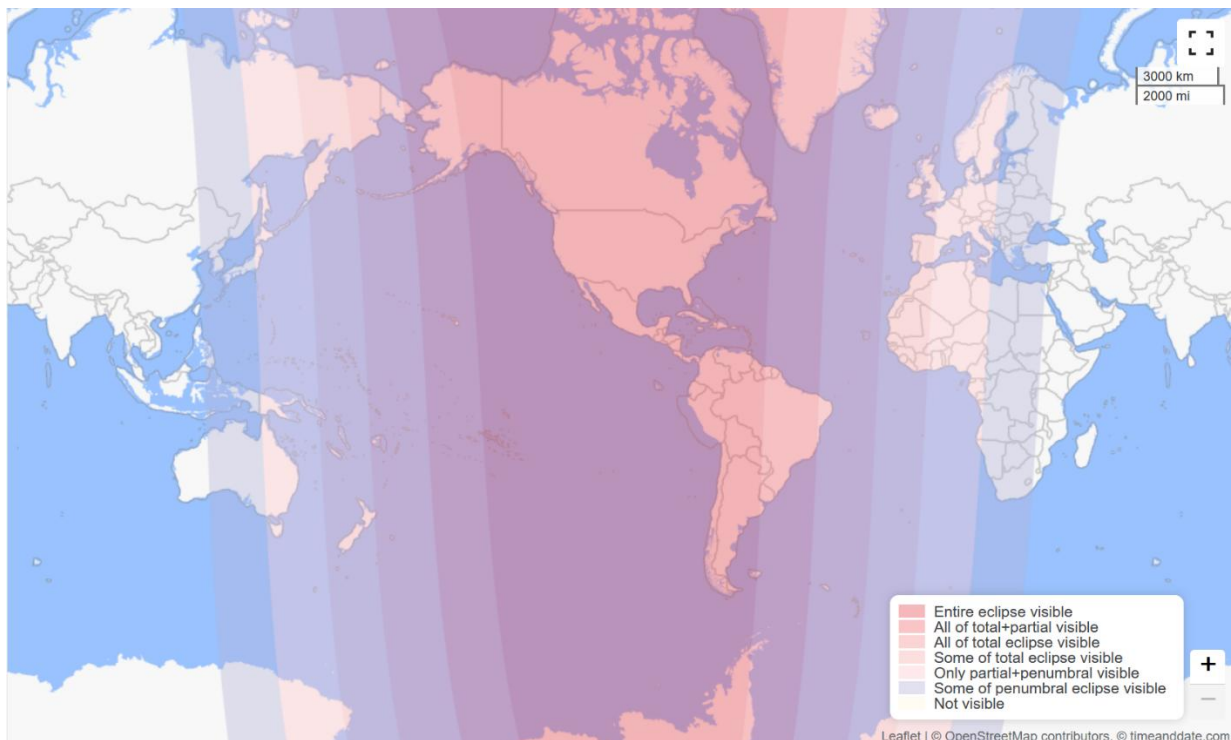 3000 km
2000 mi
Entire eclipse visible
All of total+partial visible
All of total eclipse visible
Some of total eclipse visible
Only partial+penumbral visible
Some of penumbral eclipse visible
Not visible
+
−
Leaflet | © OpenStreetMap contributors, © timeanddate.com